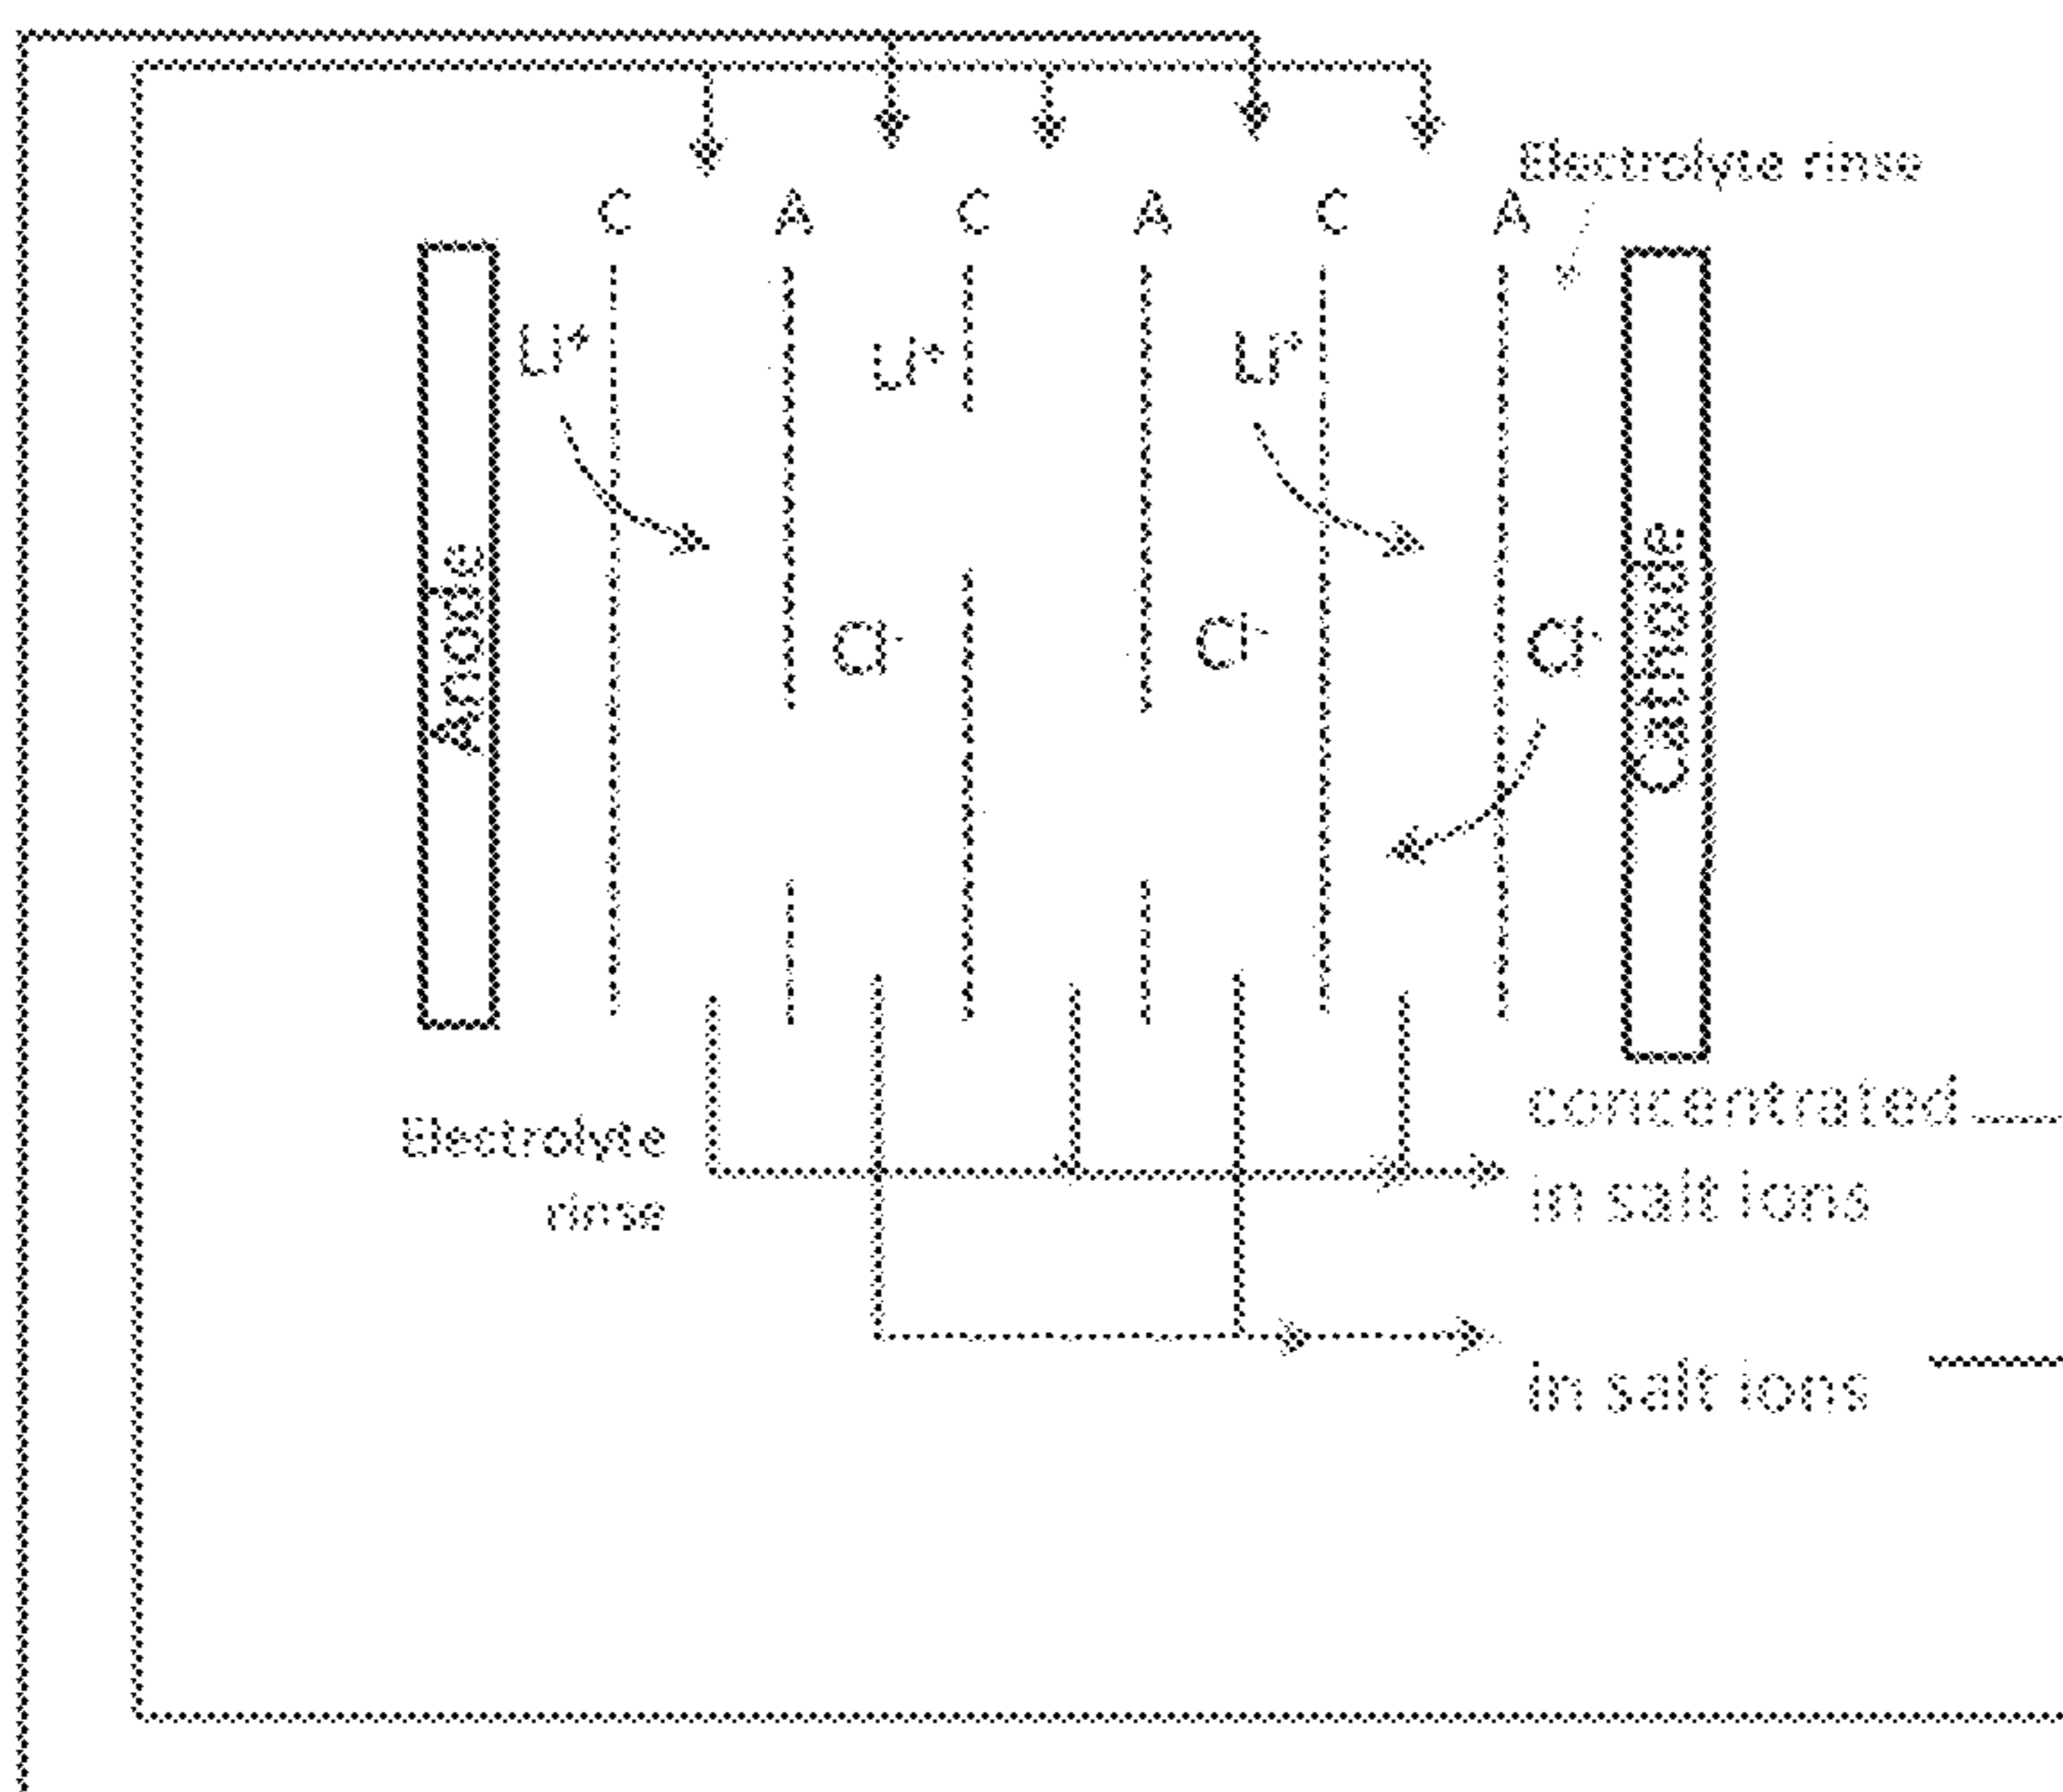 Electrolyte rinse
C A C A C A
Li⁺ Li⁺ Li⁺
Anode
Cathode
Cl⁻ Cl⁻ Cl⁻
Electrolyte
rinse
concentrated
in salt ions
in salt ions